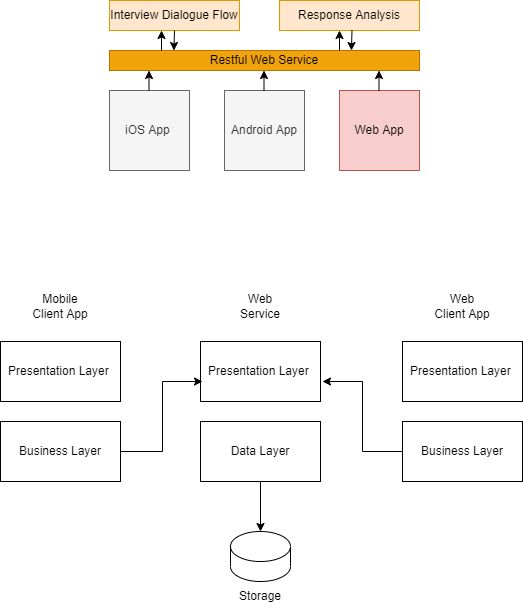 Interview Dialogue Flow
Response Analysis
Restful Web Service
iOS App
Android App
Web App
Mobile
Client App
Web
Service
Web
Client App
Presentation Layer
Presentation Layer
Presentation Layer
Business Layer
Data Layer
Business Layer
Storage